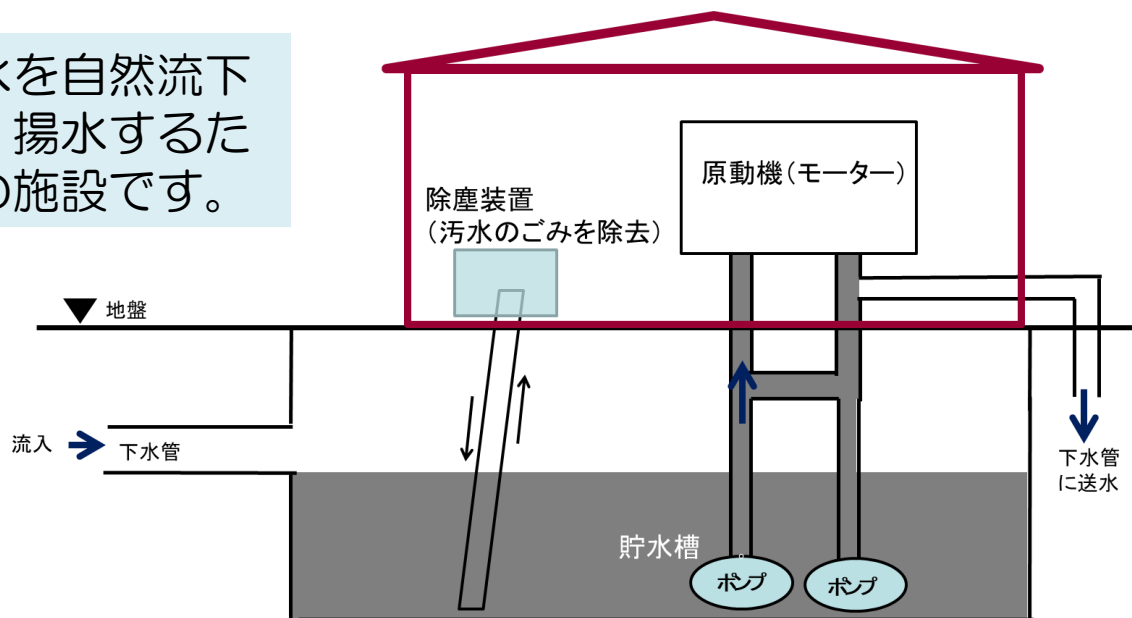 水を自然流下
揚水するた
の施設です。
原動機(モーター)
除塵装置
(汚水のごみを除去)
地盤
流入
下水管
下水管
に送水
貯水槽
ポンプ
ポンプ